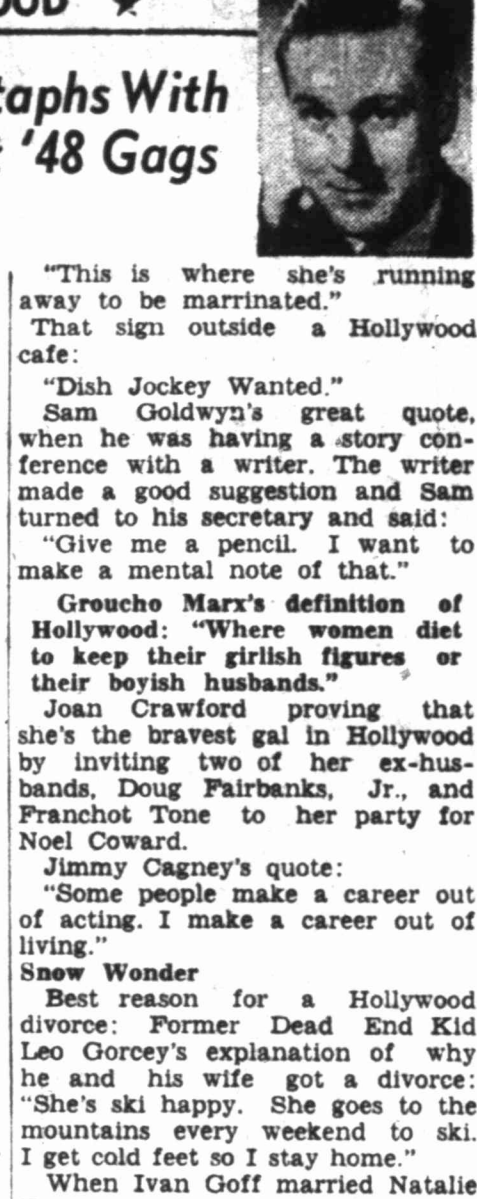 taphs With
'48 Gags
"This is where she's running
away to be marrinated."
That sign outside a Hollywood
cafe:
"Dish Jockey Wanted."
Sam Goldwyn's great quote,
when he was having a story con-
ference with a writer. The writer
made a good suggestion and Sam
turned to his secretary and said:
"Give me a pencil. I want to
make a mental note of that."
Groucho Marx's definition of
Hollywood: "Where women diet
to keep their girlish figures or
their boyish husbands."
Joan Crawford proving that
she's the bravest gal in Hollywood
by inviting two of her ex-hus-
bands, Doug Fairbanks, Jr., and
Franchot Tone to her party for
Noel Coward.
Jimmy Cagney's quote:
"Some people make a career out
of acting. I make a career out of
living."
Snow Wonder
Best reason for a Hollywood
divorce: Former Dead End Kid
Leo Gorcey's explanation of why
he and his wife got a divorce:
"She's ski happy. She goes to the
mountains every weekend to ski.
I get cold feet so I stay home."
When Ivan Goff married Natalie